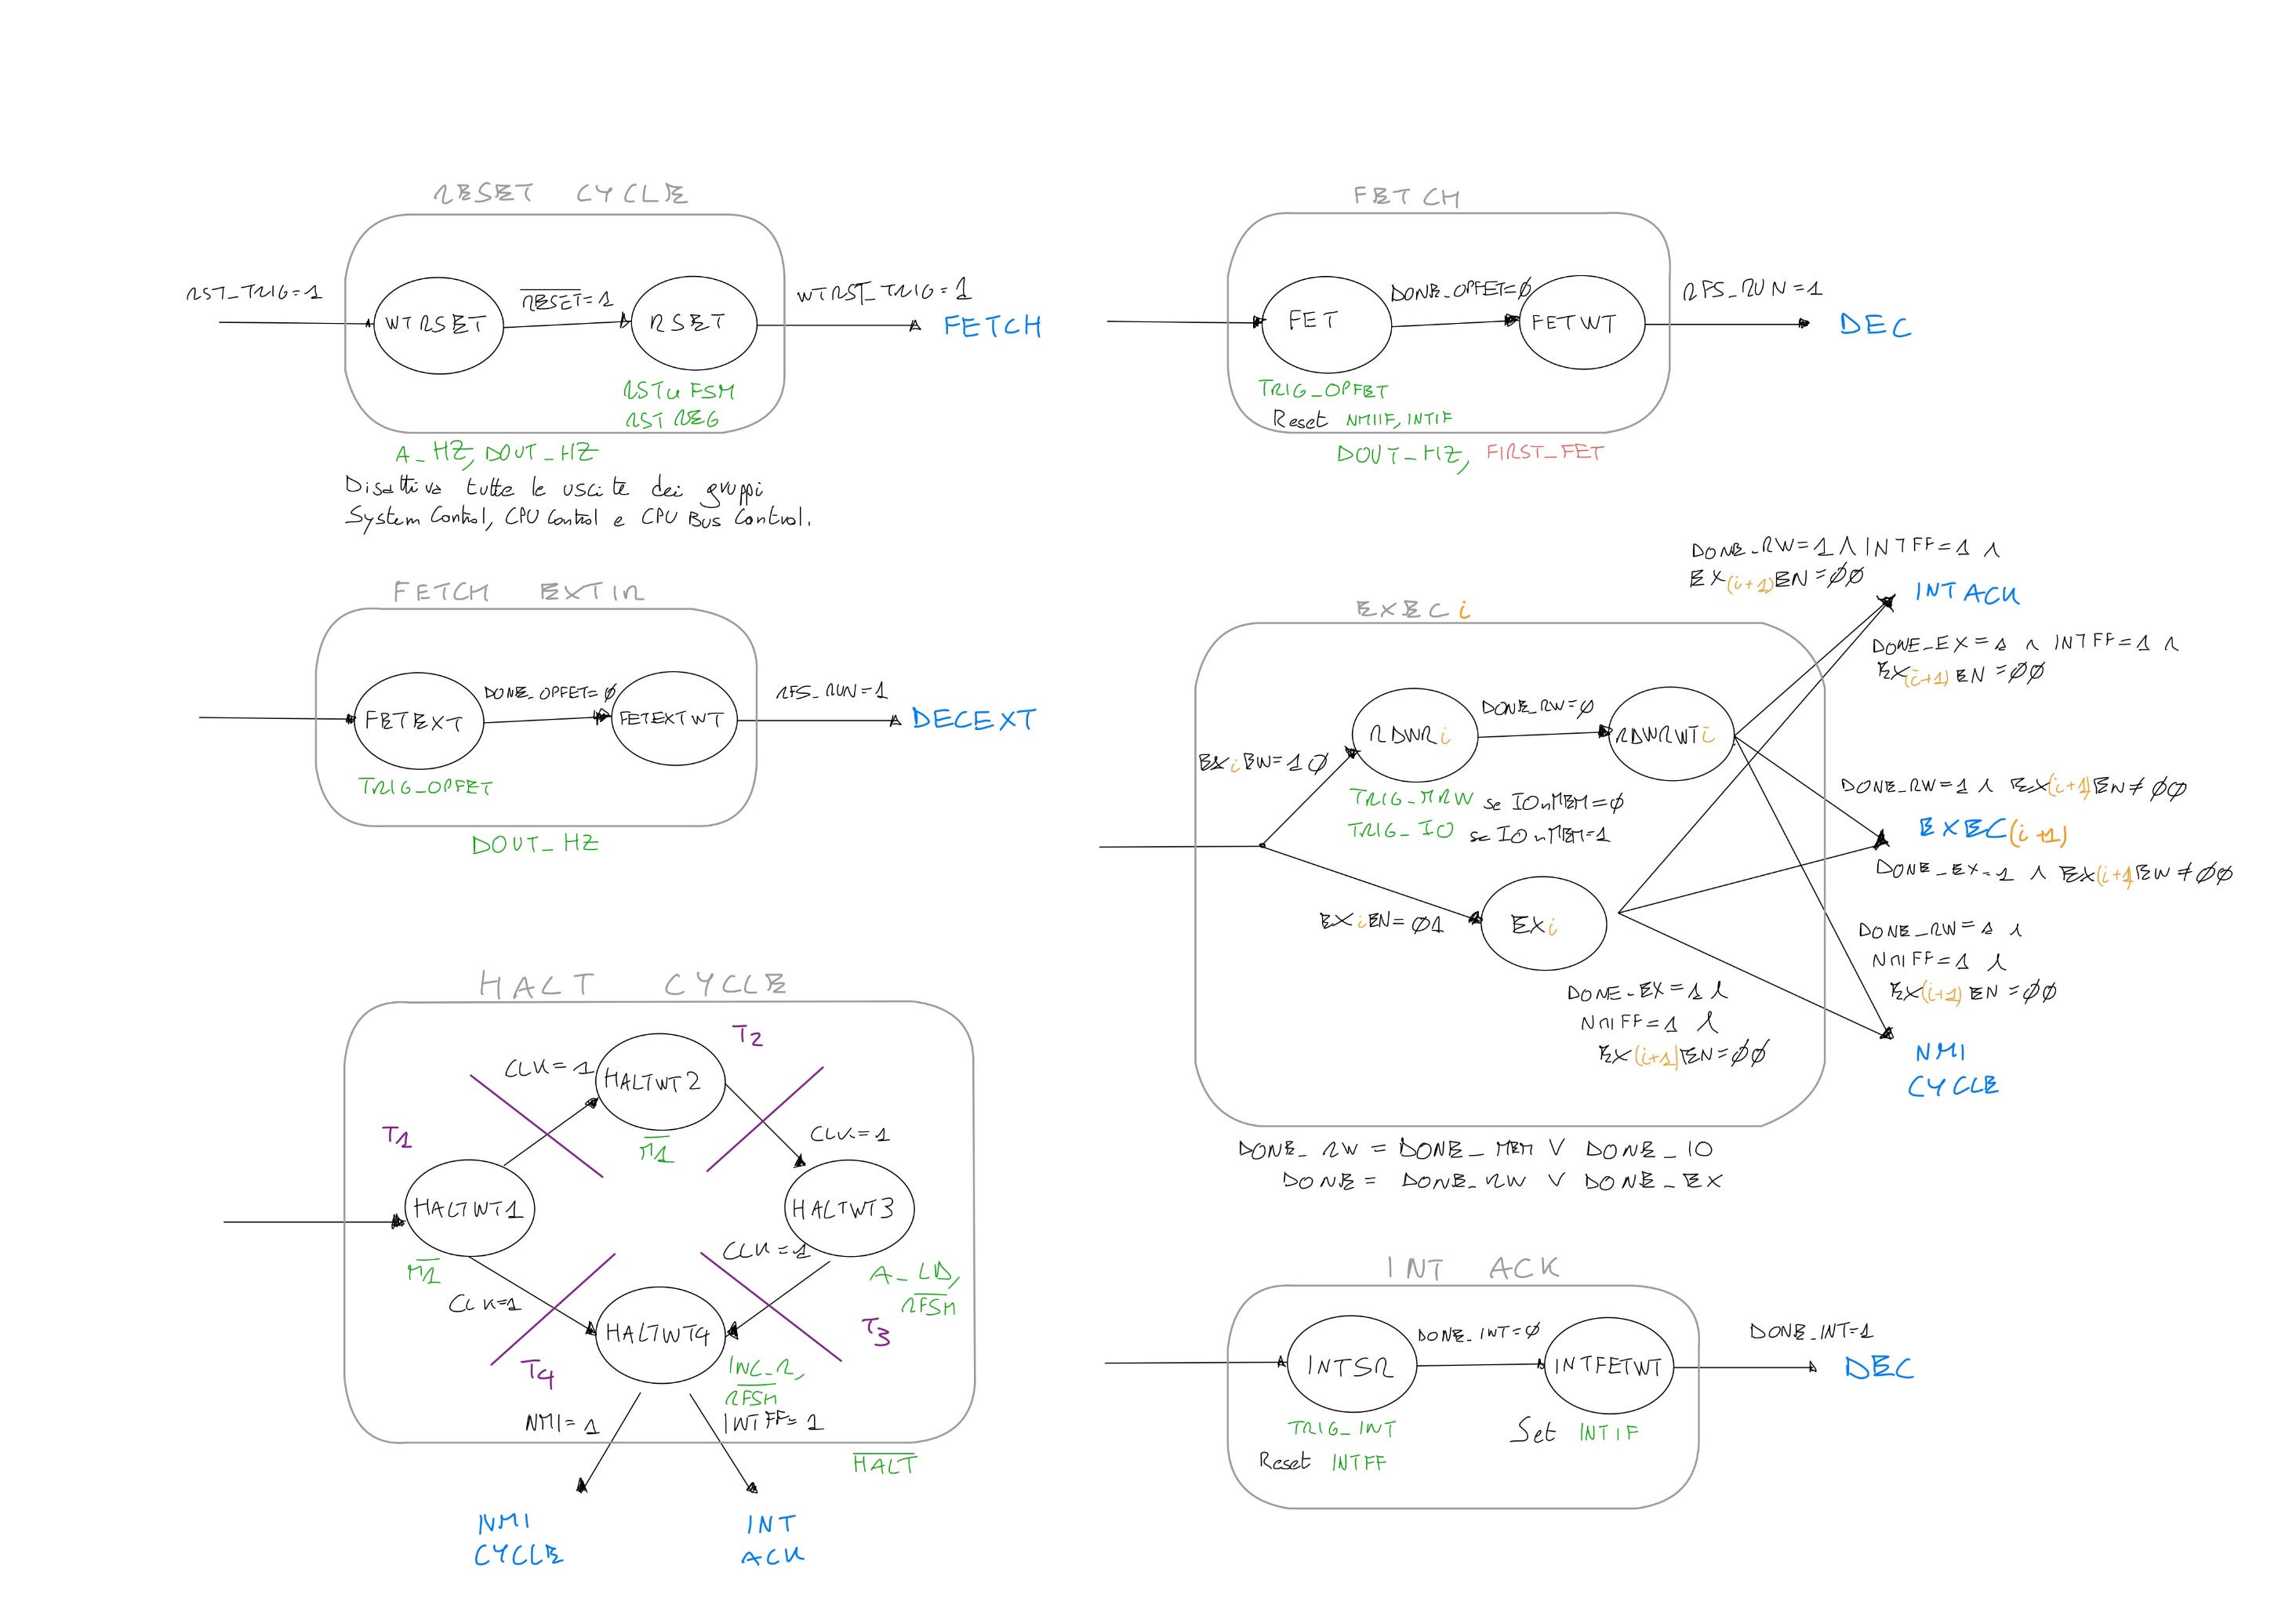 RESET CYCLE
RST_TRIG=1
WTRSET
RESET=1
RSET
WTRST_TRIG=1
FETCH
RSTuFSM
RST REG
A_HZ, DOUT_HZ
Disattiva tutte le uscite dei gruppi
System Control, CPU Control e CPU Bus Control.
FETCH
FET
DONE_OPFET=0
FETWT
RFS_RUN=1
DEC
TRIG_OPFET
Reset NMIIF, INTIF
DOUT_HZ, FIRST_FET
FETCH EXTIR
FETEXT
DONE_OPFET=0
FETEXTWT
RFS_RUN=1
DECEXT
TRIG_OPFET
DOUT_HZ
EXECi
EXiEN=10
RDWRi
DONE_RW=0
RDWRWTi
TRIG_MRW se IOnMEM=0
TRIG_IO se IOnMEM=1
EXiEN=01
EXi
DONE_RW=1 ∧ INTFF=1 ∧
EX(i+1)EN=00
INT ACK
DONE_EX=1 ∧ INTFF=1 ∧
EX(i+1)EN=00
DONE_RW=1 ∧ EX(i+1)EN≠00
EXEC(i+1)
DONE_EX=1 ∧ EX(i+1)EN≠00
DONE_RW=1 ∧
NMIFF=1 ∧
EX(i+1)EN=00
DONE_EX=1 ∧
NMIFF=1 ∧
EX(i+1)EN=00
NMI
CYCLE
DONE_RW = DONE_MEM ∨ DONE_IO
DONE = DONE_RW ∨ DONE_EX
HALT CYCLE
T2
CLK=1
HALTWT2
M1
CLK=1
T1
HALTWT1
M1
HALTWT3
CLK=1
A_LD,
RFSH
CLK=1
HALTWT4
T3
T4
INC_R,
RFSH
NMI=1
INTFF=1
HALT
NMI
CYCLE
INT
ACK
INT ACK
INTSR
DONE_INT=0
INTFETWT
DONE_INT=1
DEC
TRIG_INT
Reset INTFF
Set INTIF